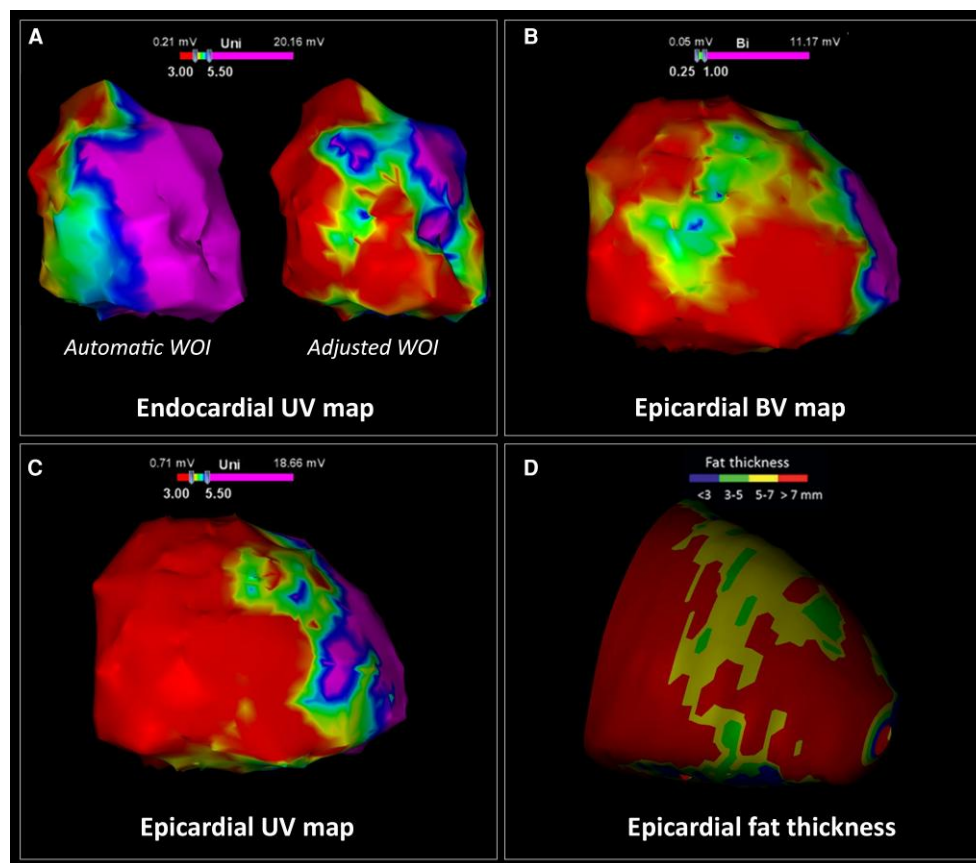 A
0.21 mV Uni 20.16 mV
3.00 5.50
Automatic WOI Adjusted WOI
Endocardial UV map
B
0.05 mV Bi 11.17 mV
0.25 1.00
Epicardial BV map
C
0.71 mV Uni 18.66 mV
3.00 5.50
Epicardial UV map
D
Fat thickness
<3 3-5 5-7 > 7 mm
Epicardial fat thickness